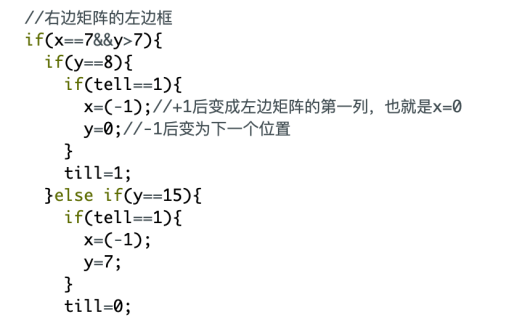 //右边矩阵的左边框
if(x==7&&y>7){
if(y==8){
if(tell==1){
x=(-1);//+1后变成左边矩阵的第一列，也就是x=0
y=0;//-1后变为下一个位置
}
till=1;
}else if(y==15){
if(tell==1){
x=(-1);
y=7;
}
till=0;